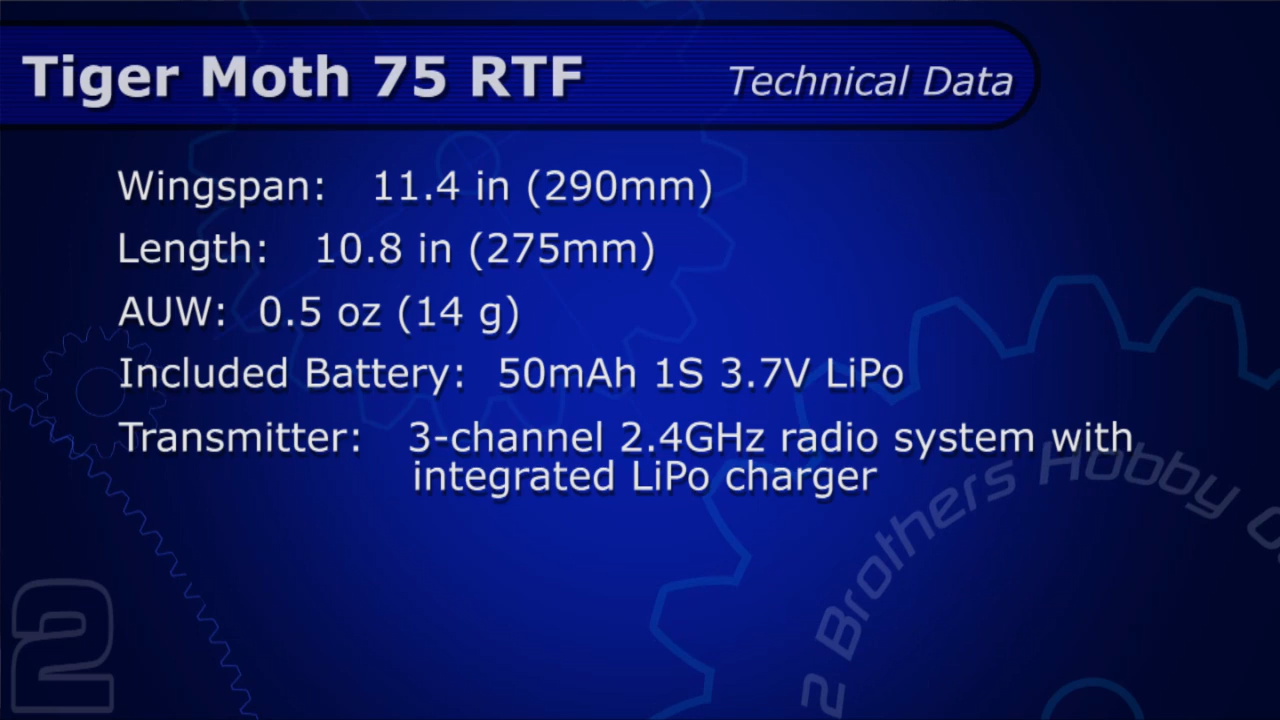 Tiger Moth 75 RTF Technical Data
Wingspan: 11.4 in (290mm)
Length: 10.8 in (275mm)
AUW: 0.5 oz (14 g)
Included Battery: 50mAh 1S 3.7V LiPo
Transmitter: 3-channel 2.4GHz radio system with
integrated LiPo charger
2 Brothers Hobby
2